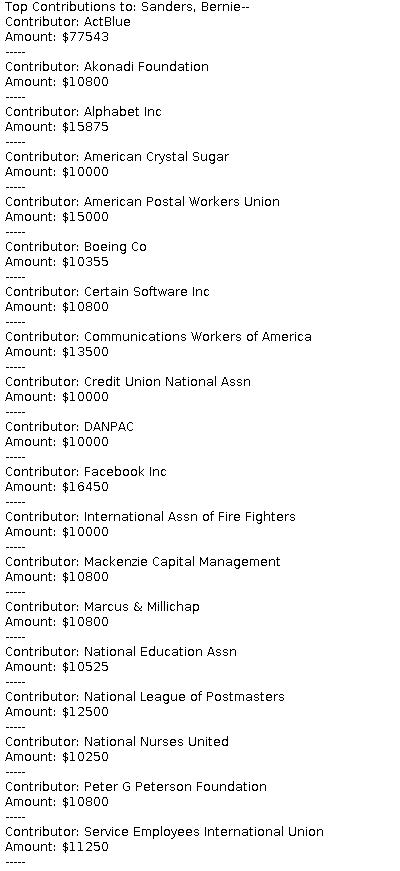 Top Contributions to: Sanders, Bernie--
Contributor: ActBlue
Amount: $77543
-----
Contributor: Akonadi Foundation
Amount: $10800
-----
Contributor: Alphabet Inc
Amount: $15875
-----
Contributor: American Crystal Sugar
Amount: $10000
-----
Contributor: American Postal Workers Union
Amount: $15000
-----
Contributor: Boeing Co
Amount: $10355
-----
Contributor: Certain Software Inc
Amount: $10800
-----
Contributor: Communications Workers of America
Amount: $13500
-----
Contributor: Credit Union National Assn
Amount: $10000
-----
Contributor: DANPAC
Amount: $10000
-----
Contributor: Facebook Inc
Amount: $16450
-----
Contributor: International Assn of Fire Fighters
Amount: $10000
-----
Contributor: Mackenzie Capital Management
Amount: $10800
-----
Contributor: Marcus & Millichap
Amount: $10800
-----
Contributor: National Education Assn
Amount: $10525
-----
Contributor: National League of Postmasters
Amount: $12500
-----
Contributor: National Nurses United
Amount: $10250
-----
Contributor: Peter G Peterson Foundation
Amount: $10800
-----
Contributor: Service Employees International Union
Amount: $11250
-----